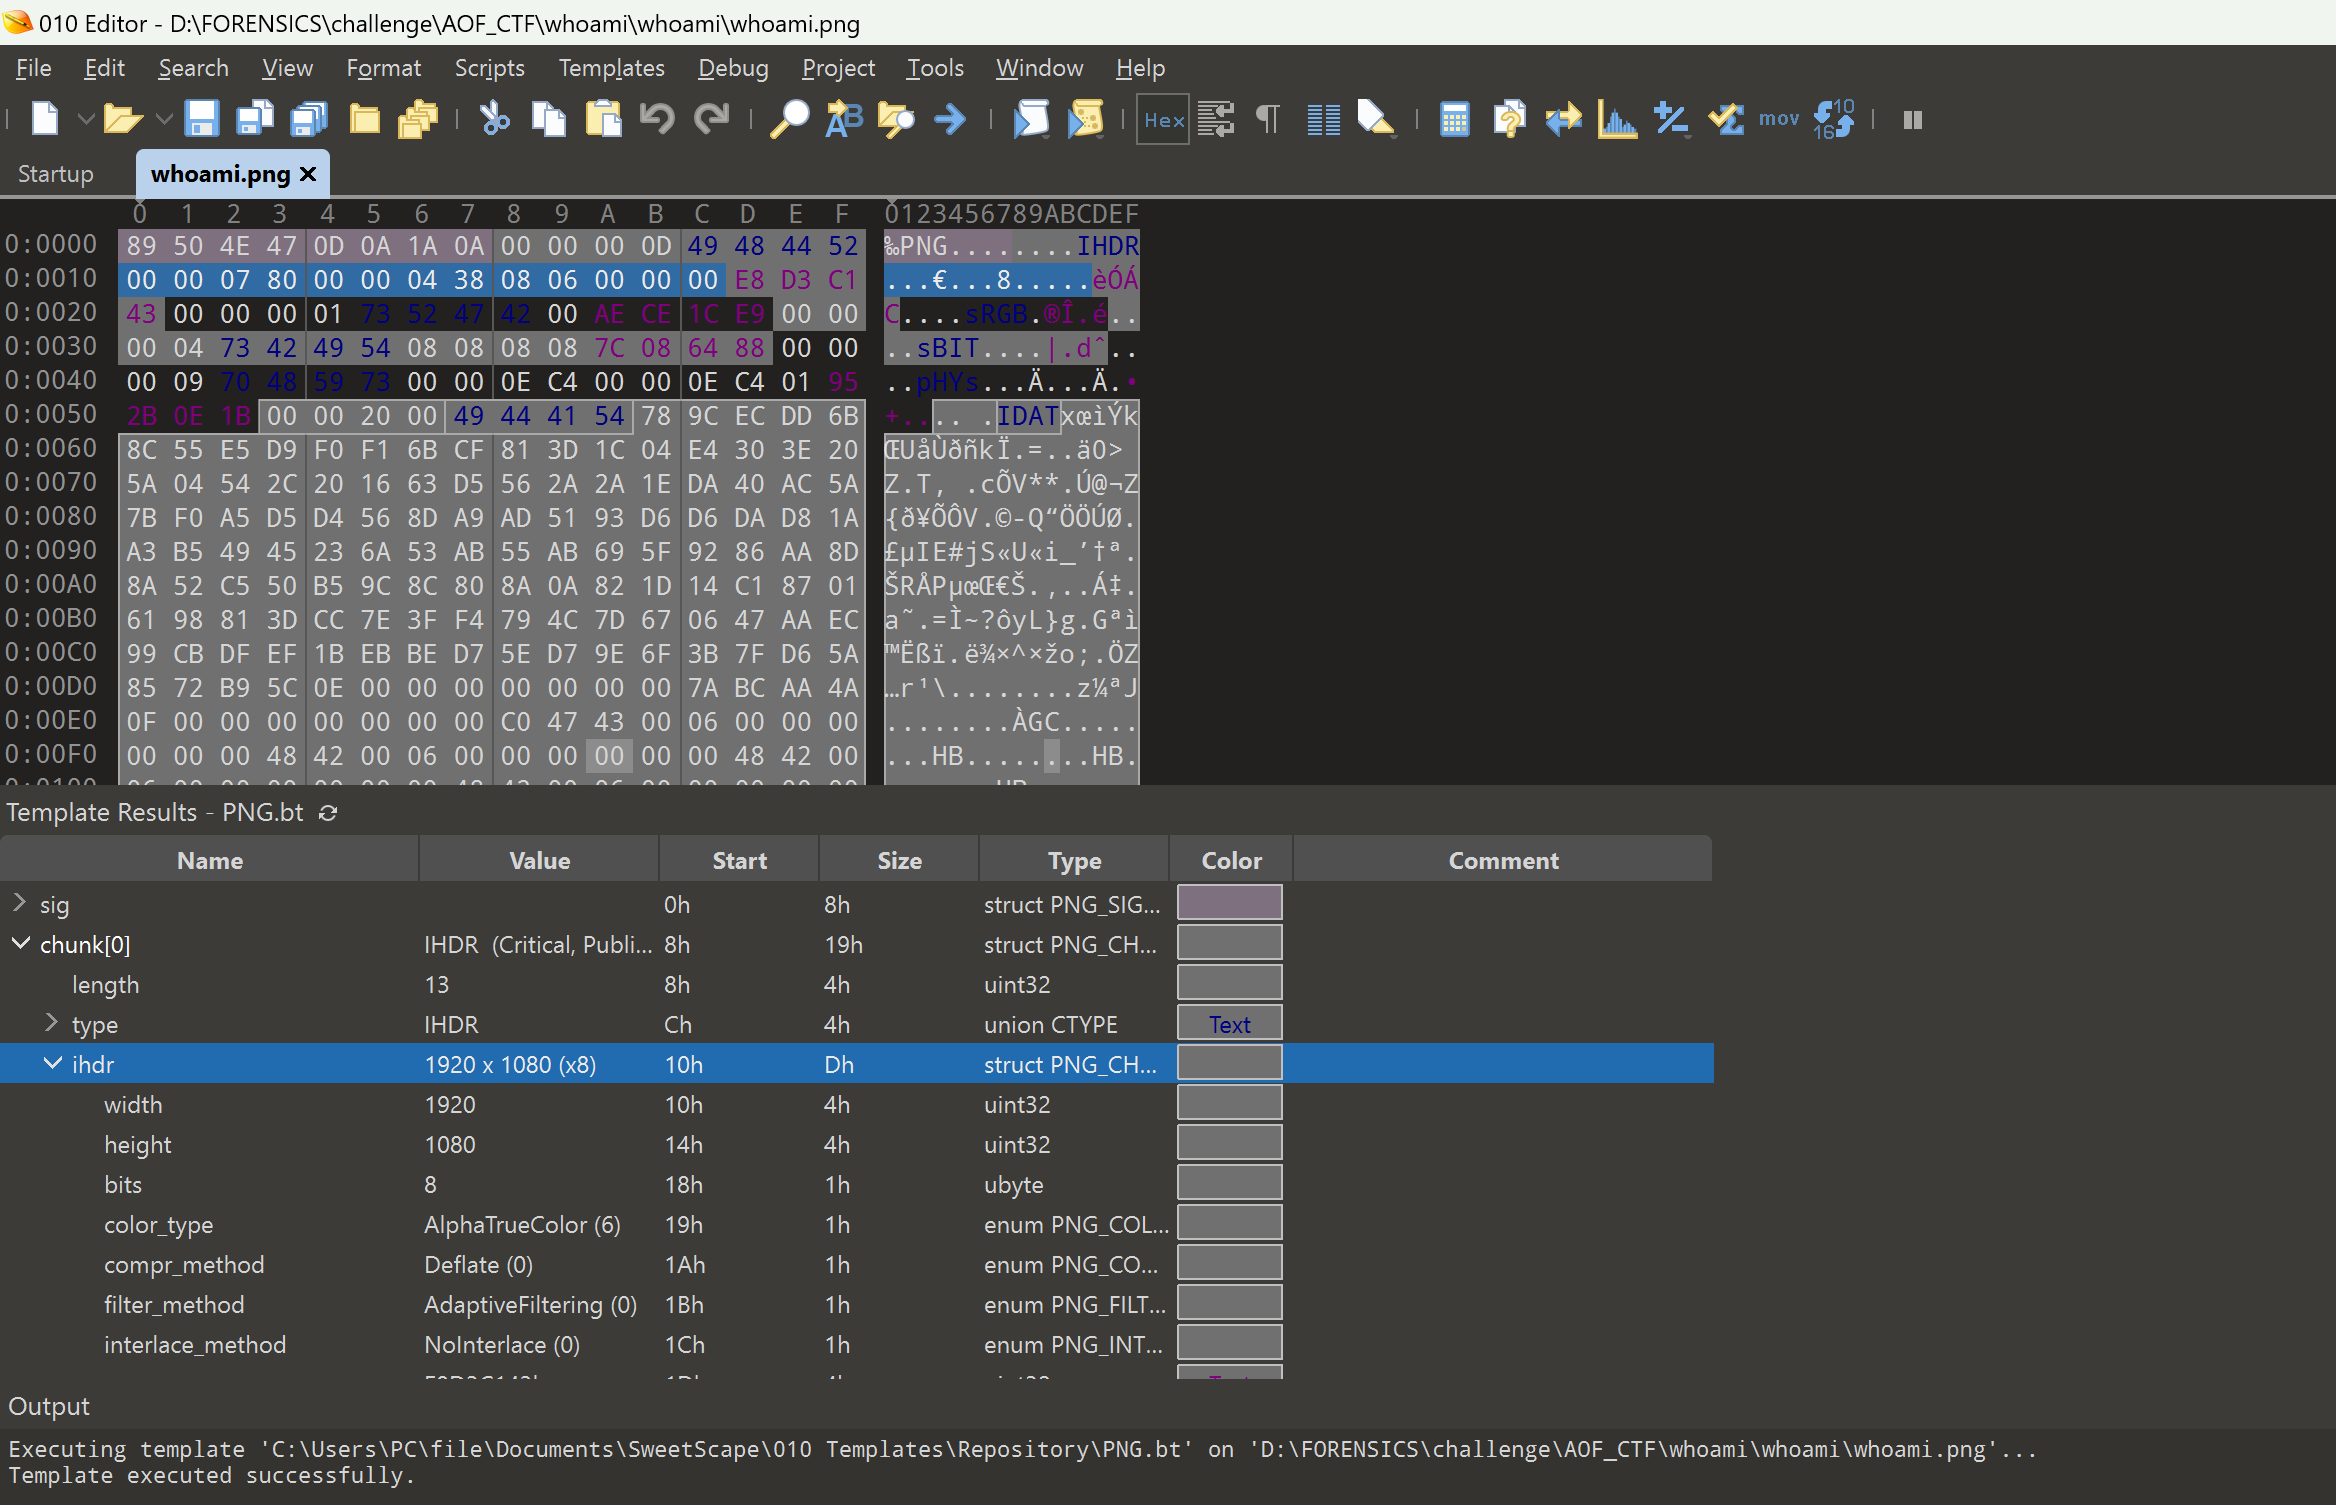 010 Editor - D:\FORENSICS\challenge\AOF_CTF\whoami\whoami\whoami.png
File Edit Search View Format Scripts Templates Debug Project Tools Window Help
Hex mov 10 16
Startup whoami.png
0 1 2 3 4 5 6 7 8 9 A B C D E F 0123456789ABCDEF
0:0000 89 50 4E 47 0D 0A 1A 0A 00 00 00 0D 49 48 44 52 ‰PNG........IHDR
0:0010 00 00 07 80 00 00 04 38 08 06 00 00 00 E8 D3 C1 ...€...8.....èÓÁ
0:0020 43 00 00 00 01 73 52 47 42 00 AE CE 1C E9 00 00 C....sRGB.®Î.é..
0:0030 00 04 73 42 49 54 08 08 08 08 7C 08 64 88 00 00 ..sBIT....|.dˆ..
0:0040 00 09 70 48 59 73 00 00 0E C4 00 00 0E C4 01 95 ..pHYs...Ä...Ä.•
0:0050 2B 0E 1B 00 00 20 00 49 44 41 54 78 9C EC DD 6B +.... .IDATxœìÝk
0:0060 8C 55 E5 D9 F0 F1 6B CF 81 3D 1C 04 E4 30 3E 20 ŒUåÙðñkÏ.=..ä0>
0:0070 5A 04 54 2C 20 16 63 D5 56 2A 2A 1E DA 40 AC 5A Z.T, .cÕV**.Ú@¬Z
0:0080 7B F0 A5 D5 D4 56 8D A9 AD 51 93 D6 D6 DA D8 1A {ð¥ÕÔV.©-Q“ÖÖÚØ.
0:0090 A3 B5 49 45 23 6A 53 AB 55 AB 69 5F 92 86 AA 8D £µIE#jS«U«i_’†ª.
0:00A0 8A 52 C5 50 B5 9C 8C 80 8A 0A 82 1D 14 C1 87 01 ŠRÅPµœŒ€Š.‚..Á‡.
0:00B0 61 98 81 3D CC 7E 3F F4 79 4C 7D 67 06 47 AA EC a˜.=Ì~?ôyL}g.Gªì
0:00C0 99 CB DF EF 1B EB BE D7 5E D7 9E 6F 3B 7F D6 5A ™Ëßï.ë¾×^×žo;.ÖZ
0:00D0 85 72 B9 5C 0E 00 00 00 00 00 00 00 7A BC AA 4A …r¹\........z¼ªJ
0:00E0 0F 00 00 00 00 00 00 00 C0 47 43 00 06 00 00 00 ........ÀGC.....
0:00F0 00 00 00 48 42 00 06 00 00 00 00 00 00 48 42 00 ...HB........HB.
Template Results - PNG.bt
Name Value Start Size Type Color Comment
sig 0h 8h struct PNG_SIG...
chunk[0] IHDR (Critical, Publi... 8h 19h struct PNG_CH...
length 13 8h 4h uint32
type IHDR Ch 4h union CTYPE Text
ihdr 1920 x 1080 (x8) 10h Dh struct PNG_CH...
width 1920 10h 4h uint32
height 1080 14h 4h uint32
bits 8 18h 1h ubyte
color_type AlphaTrueColor (6) 19h 1h enum PNG_COL...
compr_method Deflate (0) 1Ah 1h enum PNG_CO...
filter_method AdaptiveFiltering (0) 1Bh 1h enum PNG_FILT...
interlace_method NoInterlace (0) 1Ch 1h enum PNG_INT...
Output
Executing template 'C:\Users\PC\file\Documents\SweetScape\010 Templates\Repository\PNG.bt' on 'D:\FORENSICS\challenge\AOF_CTF\whoami\whoami\whoami.png'...
Template executed successfully.